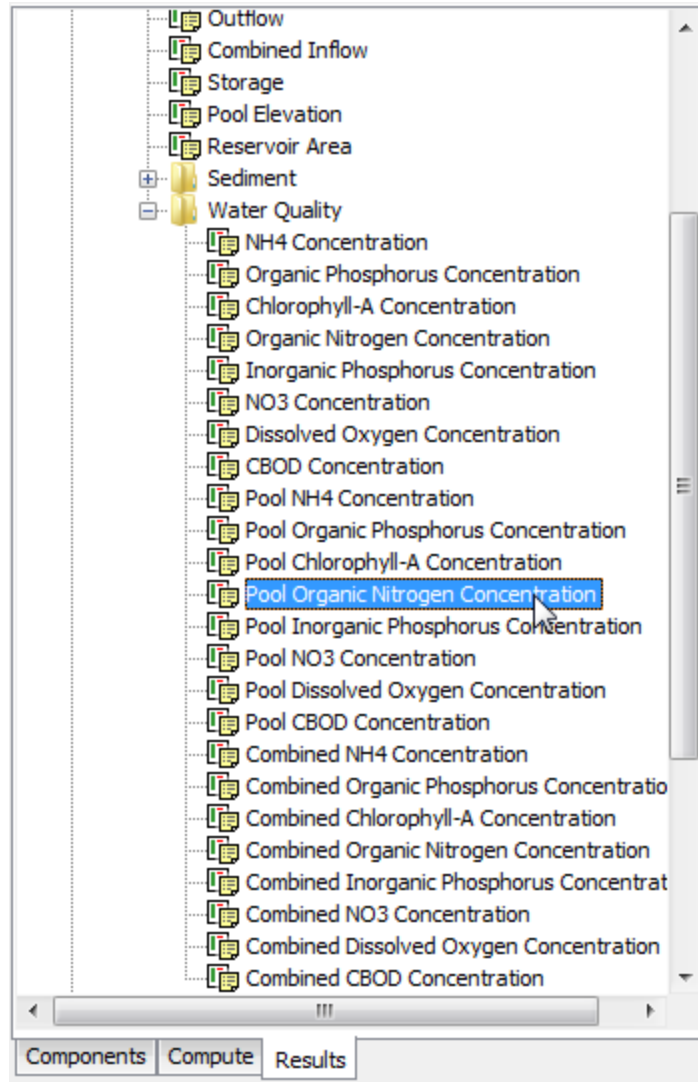 Outflow
Combined Inflow
Storage
Pool Elevation
Reservoir Area
Sediment
Water Quality
NH4 Concentration
Organic Phosphorus Concentration
Chlorophyll-A Concentration
Organic Nitrogen Concentration
Inorganic Phosphorus Concentration
NO3 Concentration
Dissolved Oxygen Concentration
CBOD Concentration
Pool NH4 Concentration
Pool Organic Phosphorus Concentration
Pool Chlorophyll-A Concentration
Pool Organic Nitrogen Concentration
Pool Inorganic Phosphorus Concentration
Pool NO3 Concentration
Pool Dissolved Oxygen Concentration
Pool CBOD Concentration
Combined NH4 Concentration
Combined Organic Phosphorus Concentratio
Combined Chlorophyll-A Concentration
Combined Organic Nitrogen Concentration
Combined Inorganic Phosphorus Concentrat
Combined NO3 Concentration
Combined Dissolved Oxygen Concentration
Combined CBOD Concentration
Components Compute Results